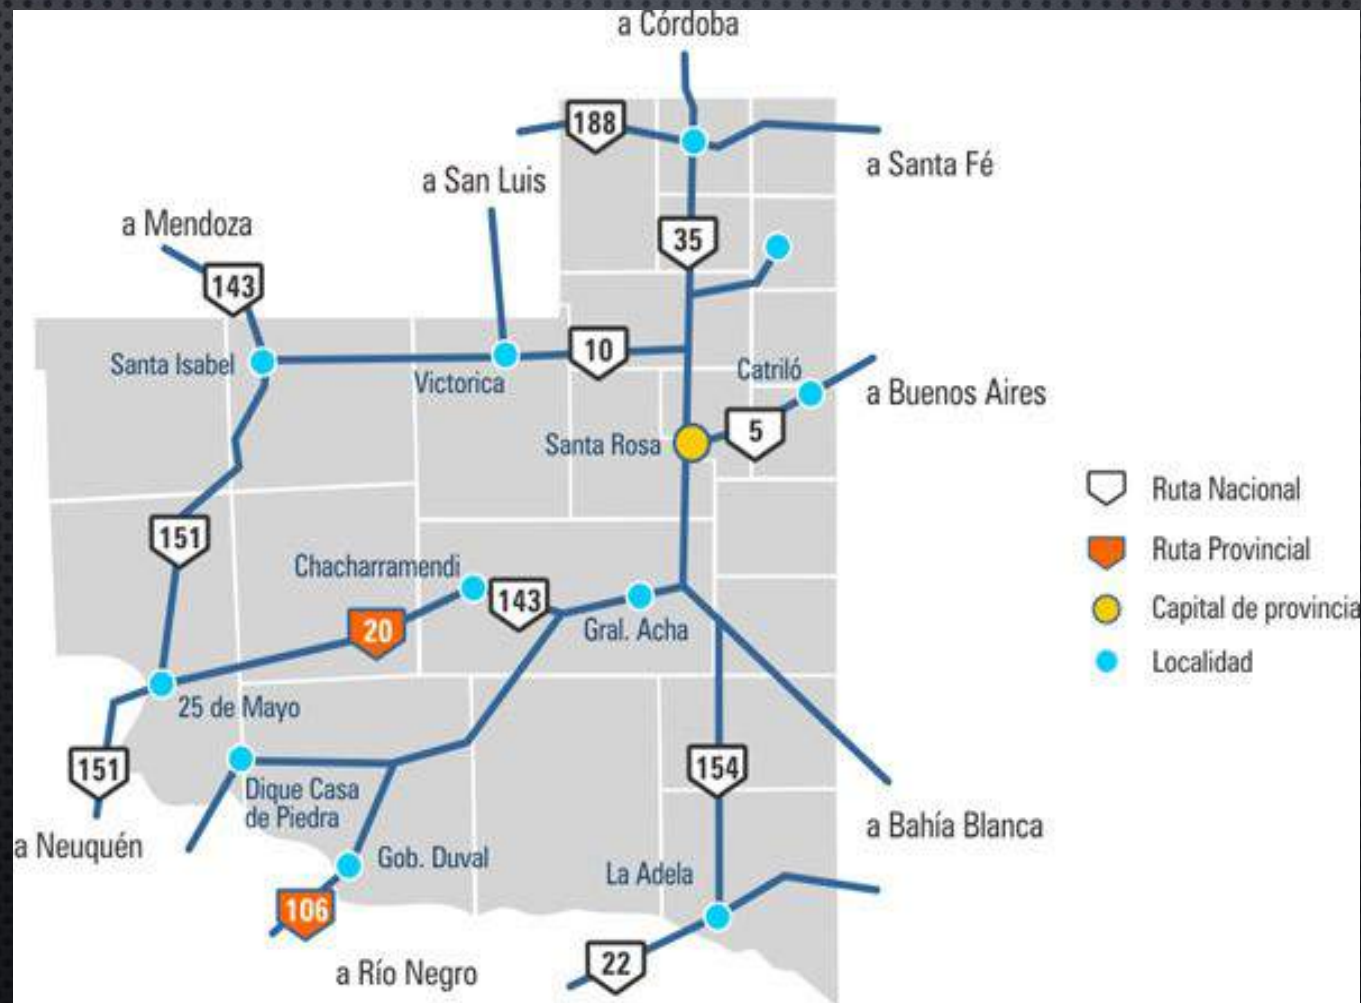 a Córdoba
188
a Santa Fé
a San Luis
a Mendoza
35
143
10
Santa Isabel
Victorica
Catriló
a Buenos Aires
5
Santa Rosa
Ruta Nacional
151
Ruta Provincial
Chacharramendi
143
20
Gral. Acha
Capital de provincia
Localidad
25 de Mayo
151
154
Dique Casa
de Piedra
a Neuquén
a Bahía Blanca
Gob. Duval
La Adela
106
22
a Río Negro